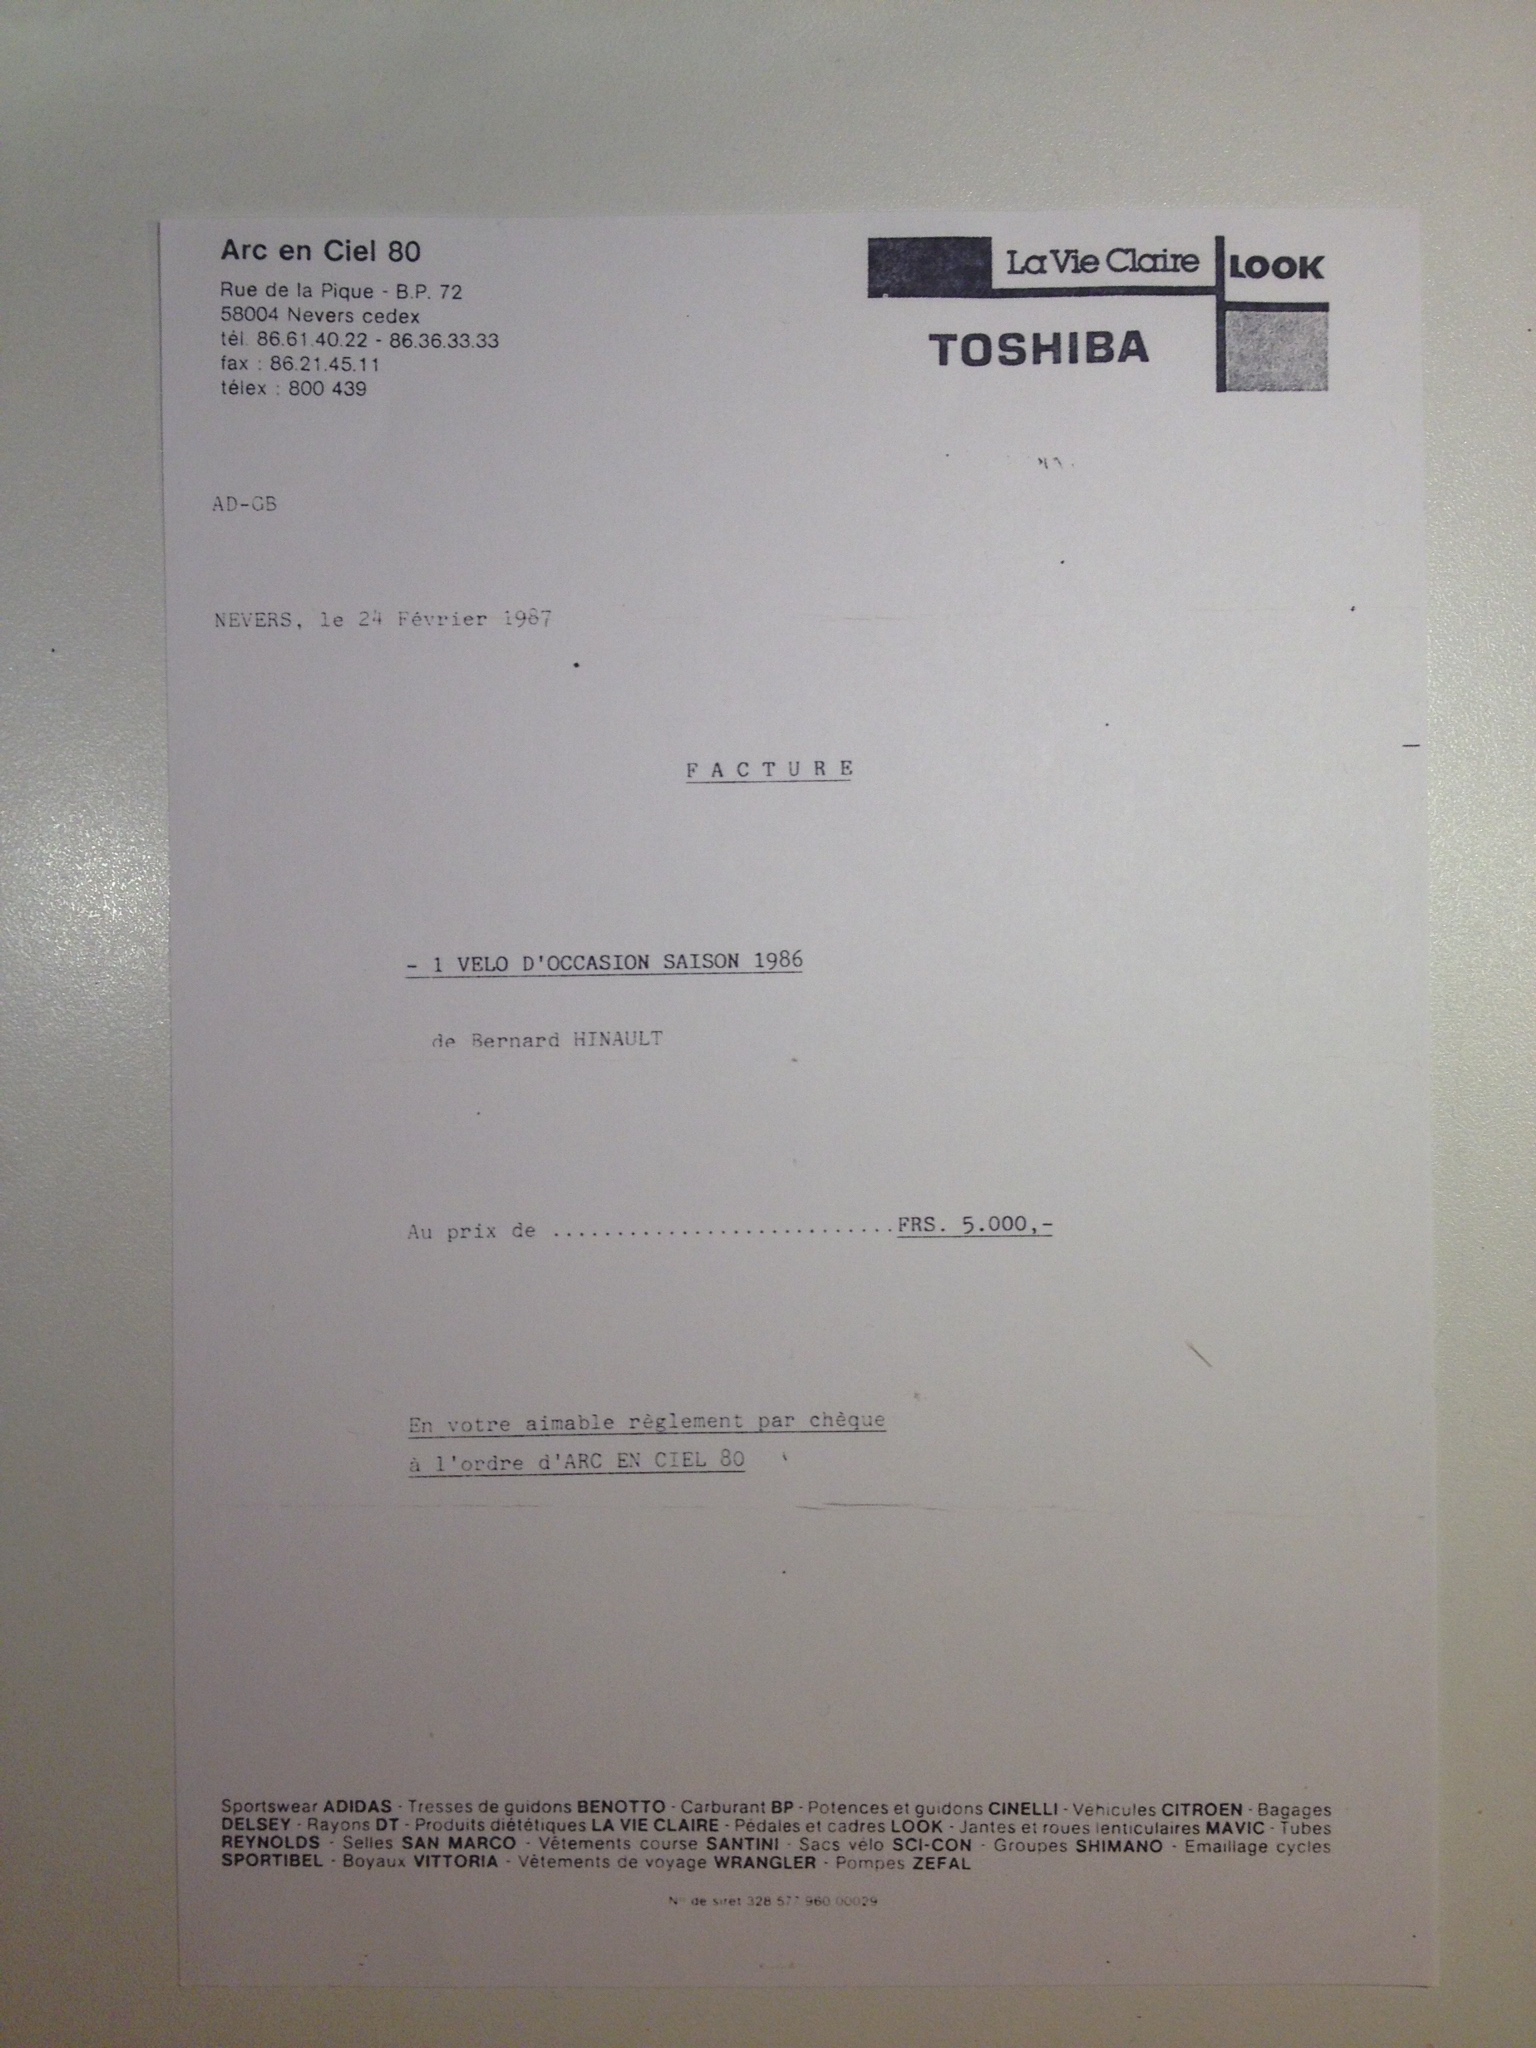 Arc en Ciel 80
Rue de la Pique - B.P. 72
58004 Nevers cedex
tél. 86.61.40.22 - 86.36.33.33
fax : 86.21.45.11
télex : 800 439
La Vie Claire
LOOK
TOSHIBA
AD-GB
NEVERS, le 24 Février 1987
F A C T U R E
- 1 VELO D'OCCASION SAISON 1986
de Bernard HINAULT
Au prix de ...........................FRS. 5.000,-
En votre aimable règlement par chèque
à l'ordre d'ARC EN CIEL 80
Sportswear ADIDAS - Tresses de guidons BENOTTO - Carburant BP - Potences et guidons CINELLI - Véhicules CITROEN - Bagages
DELSEY - Rayons DT - Produits diététiques LA VIE CLAIRE - Pédales et cadres LOOK - Jantes et roues lenticulaires MAVIC - Tubes
REYNOLDS - Selles SAN MARCO - Vêtements course SANTINI - Sacs vélo SCI-CON - Groupes SHIMANO - Emaillage cycles
SPORTIBEL - Boyaux VITTORIA - Vêtements de voyage WRANGLER - Pompes ZEFAL
N° de siret 328 577 960 00029